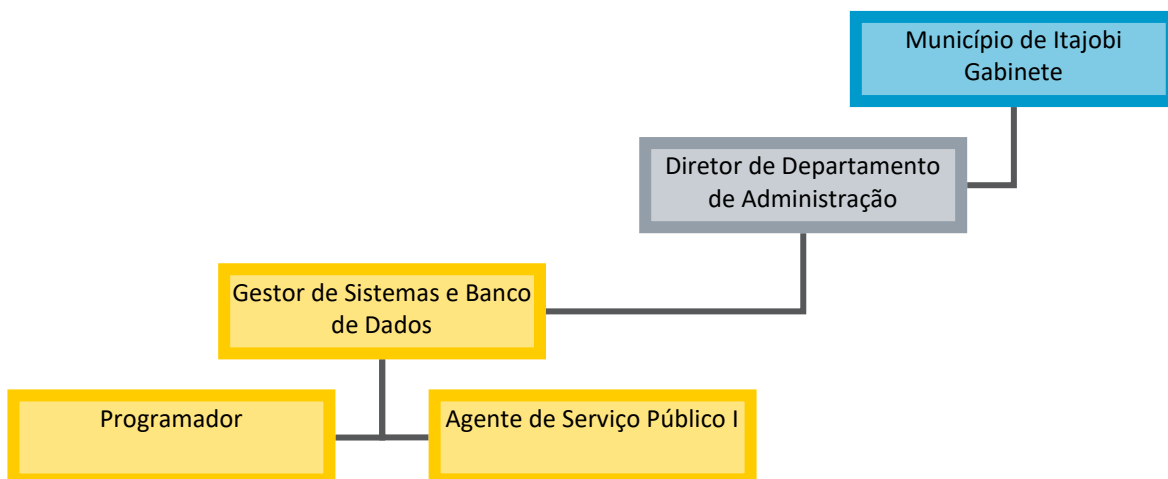 Município de Itajobi
Gabinete
Diretor de Departamento
de Administração
Gestor de Sistemas e Banco
de Dados
Programador
Agente de Serviço Público I